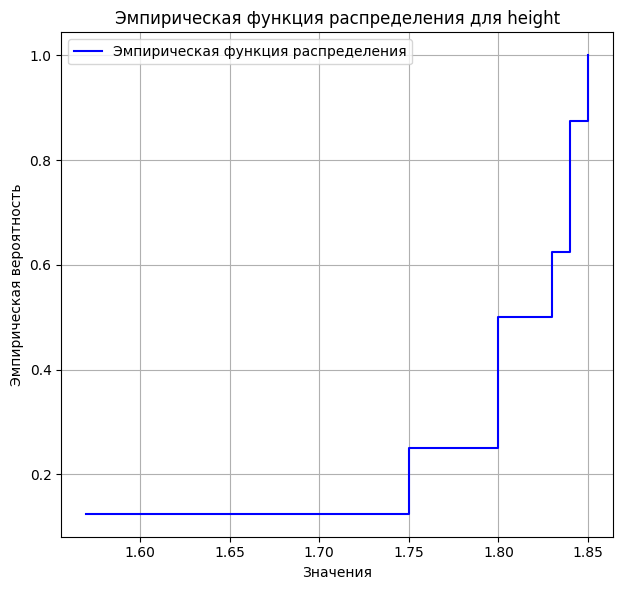 Эмпирическая функция распределения для height
Эмпирическая функция распределения
1.0
0.8
0.6
0.4
0.2
Эмпирическая вероятность
1.60 1.65 1.70 1.75 1.80 1.85
Значения